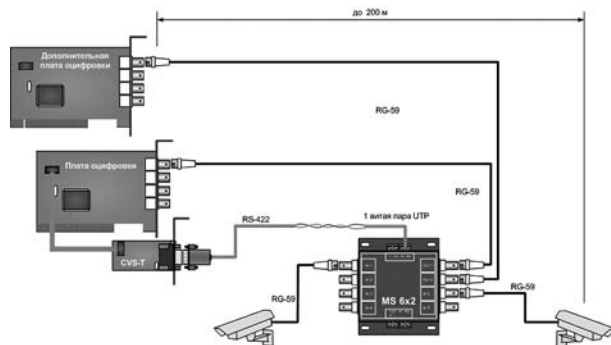 до 200 м
Дополнительная
плата оцифровки
RG-59
Плата оцифровки
RG-59
RS-422
1 витая пара UTP
CVS-T
MS 6x2
RG-59
RG-59